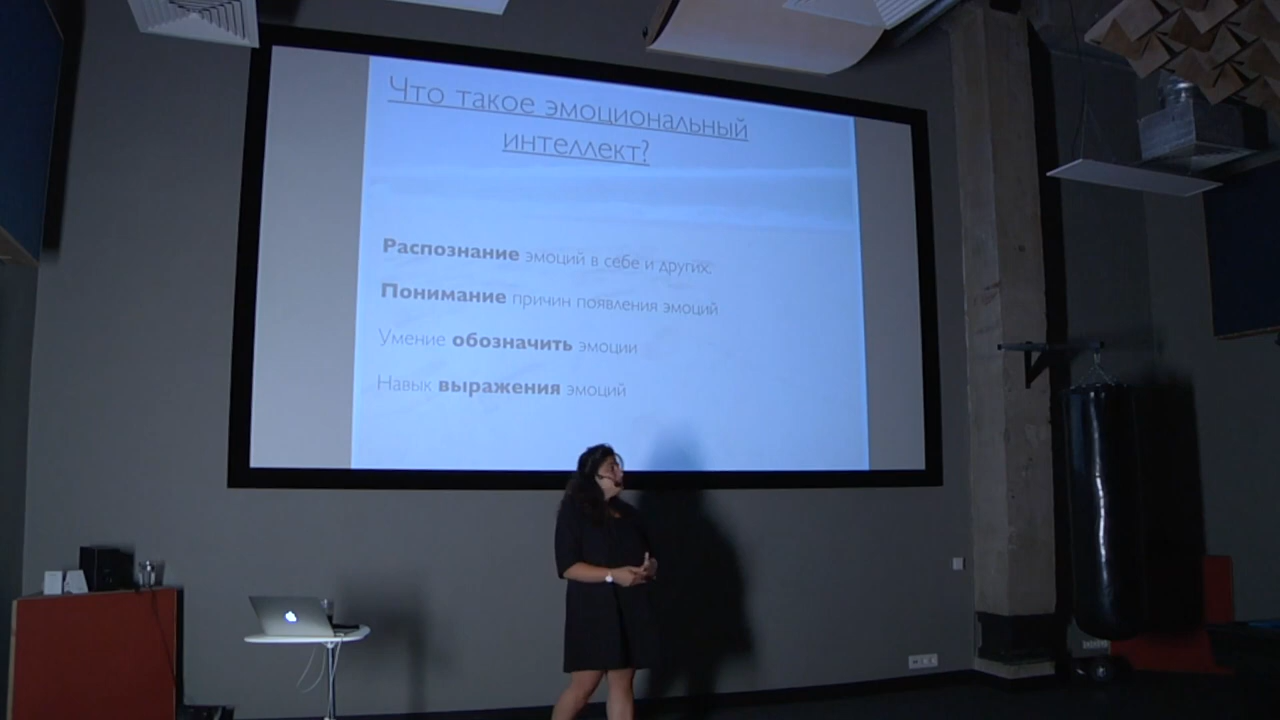 Что такое эмоциональный
интеллект?
Распознание эмоций в себе и других.
Понимание причин появления эмоций
Умение обозначить эмоции
Навык выражения эмоций